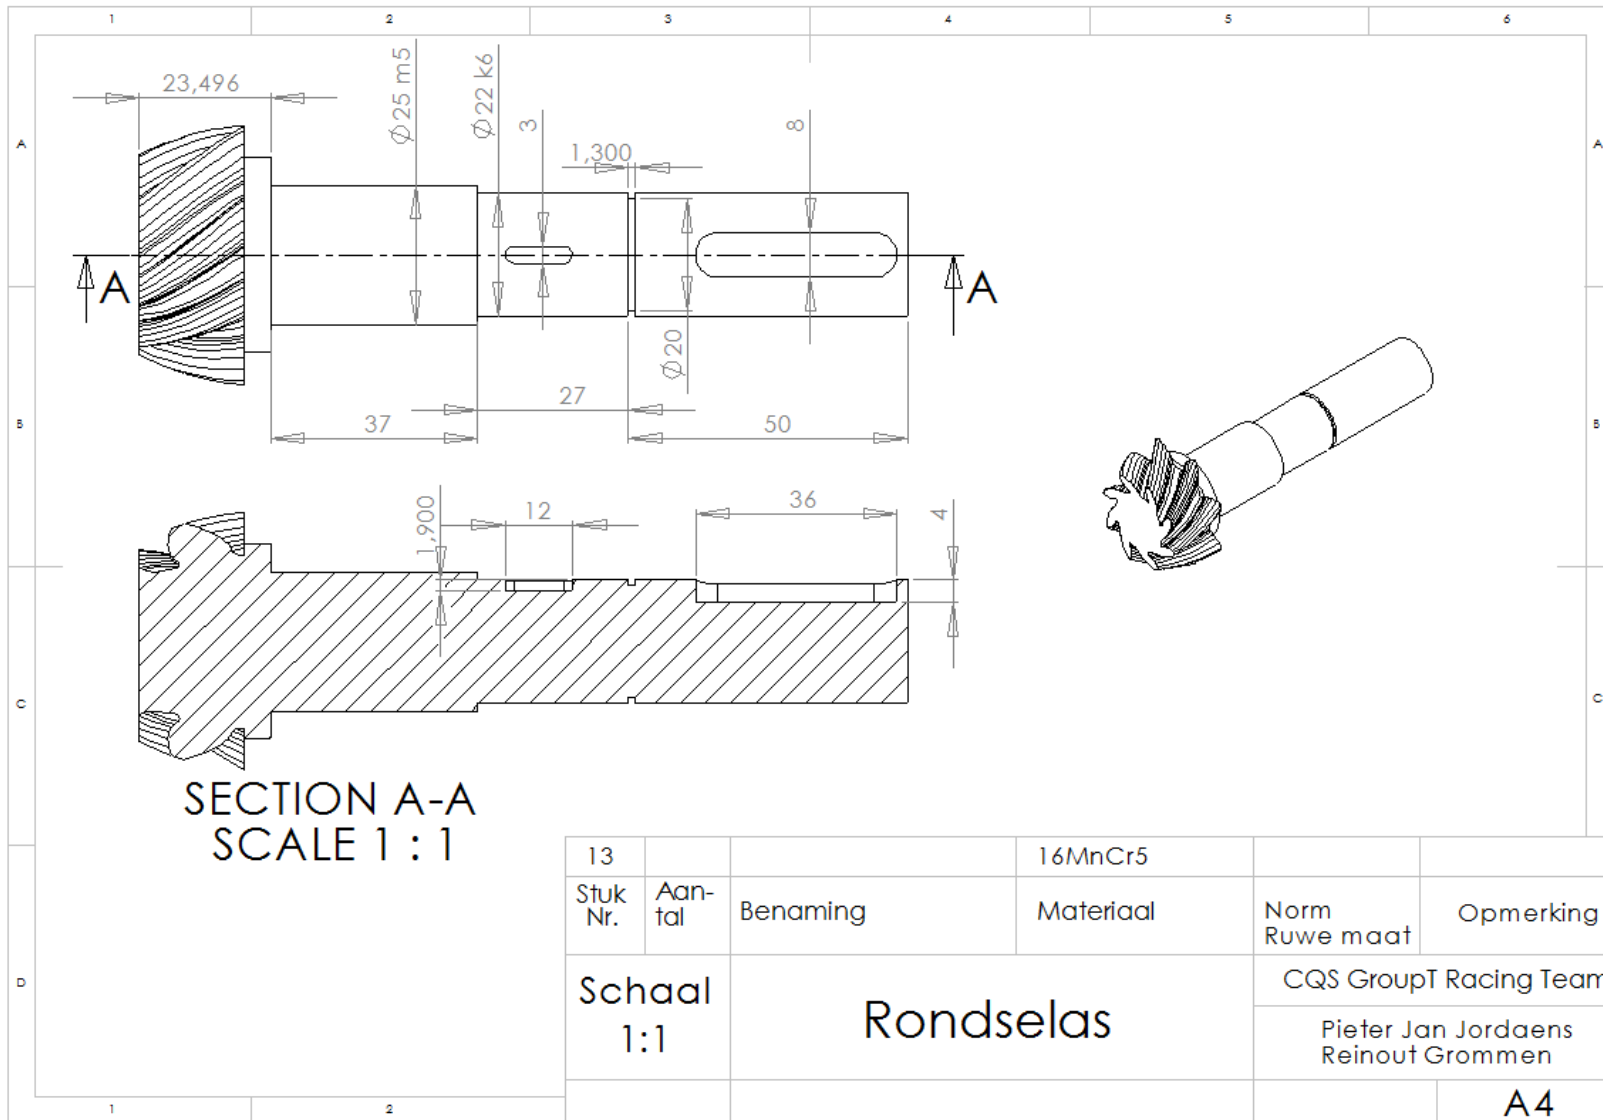 1 2 3 4 5 6
A A
B B
C C
D
1 2
23,496
Ø25 m5
Ø22 k6
3
1,300
8
A A
Ø20
37
27
50
1,900
12
36
4
SECTION A-A
SCALE 1 : 1
13 16MnCr5
Stuk Nr. Aan-tal Benaming Materiaal Norm Ruwe maat Opmerking
Schaal
1:1
Rondselas
CQS GroupT Racing Team
Pieter Jan Jordaens
Reinout Grommen
A4